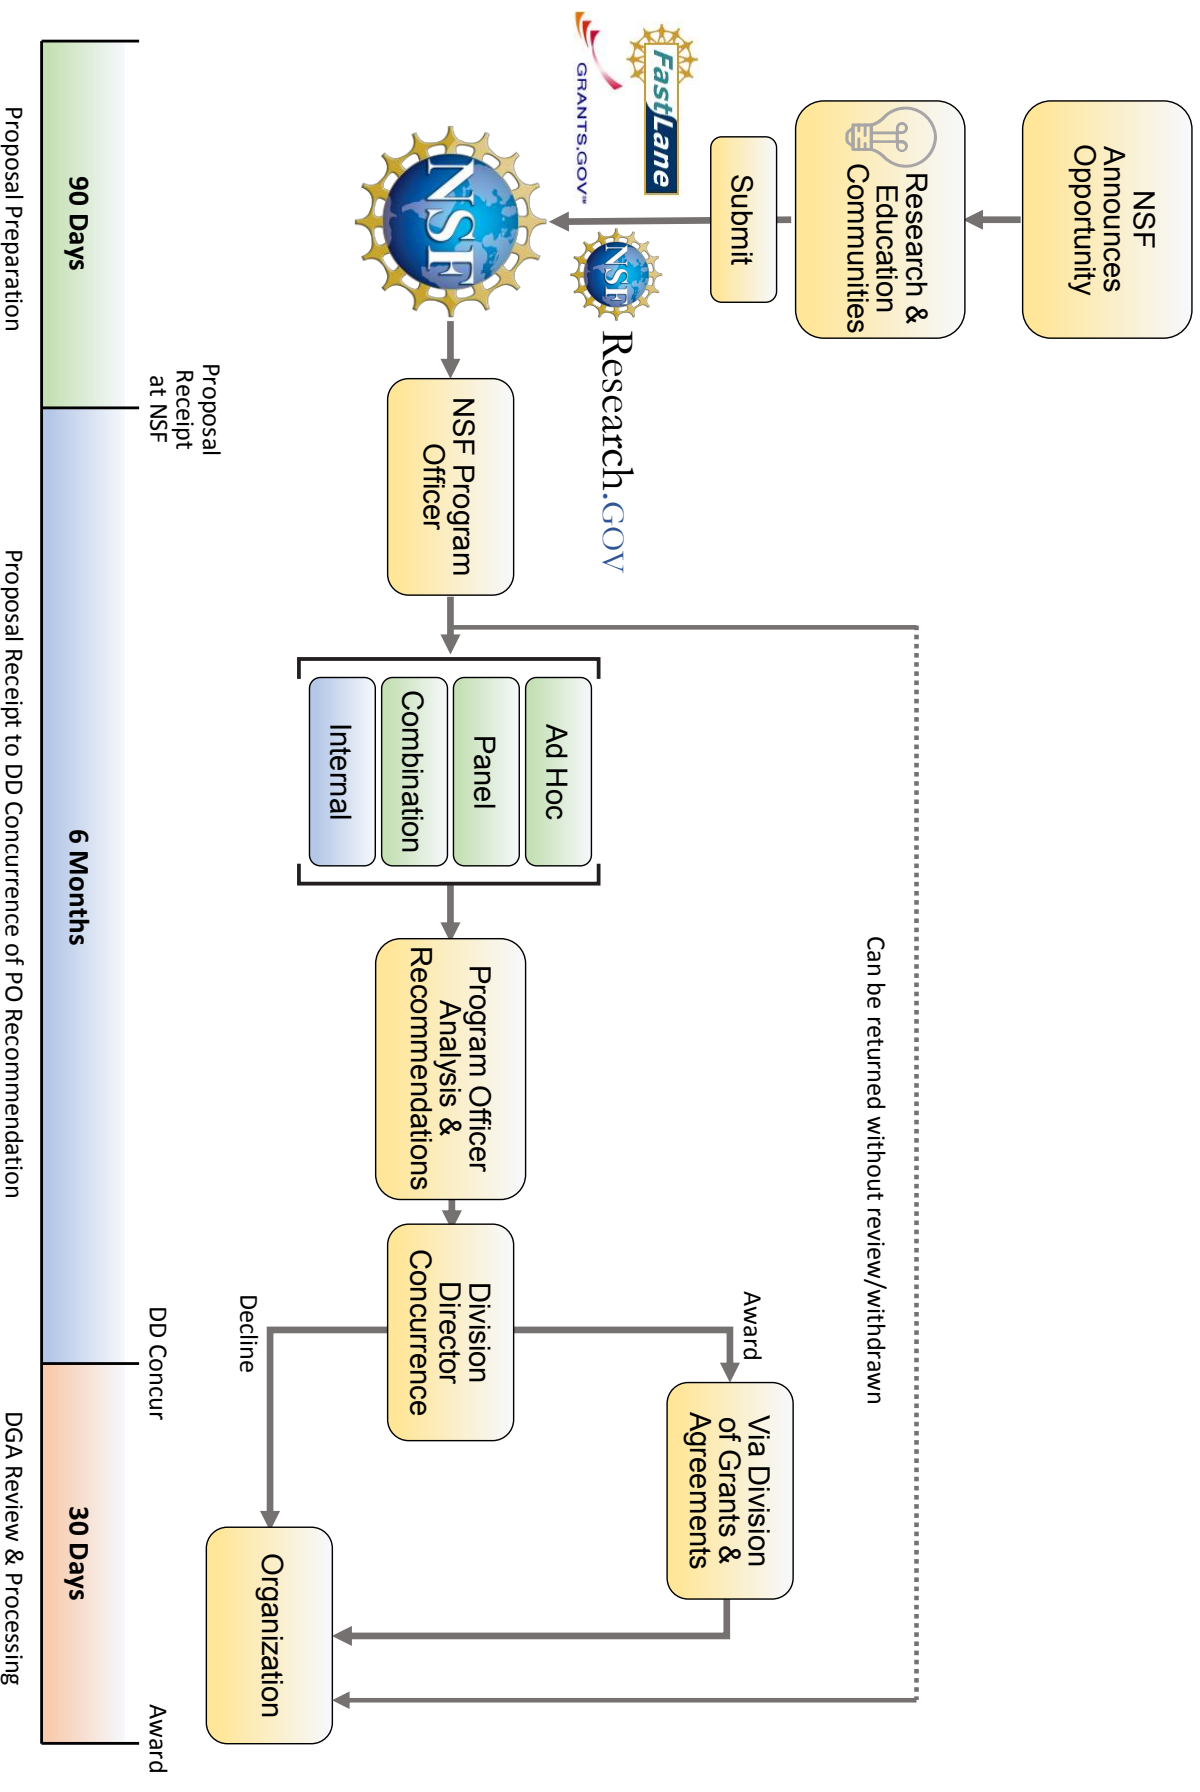 NSF
Announces
Opportunity
Research &
Education
Communities
Submit
FastLane
GRANTS.GOV℠
NSF
Research.GOV
NSF
NSF Program
Officer
Ad Hoc
Panel
Combination
Internal
Program Officer
Analysis &
Recommendations
Division
Director
Concurrence
Can be returned without review/withdrawn
Award
Via Division
of Grants &
Agreements
Decline
Organization
Proposal
Receipt
at NSF
DD Concur
Award
90 Days
6 Months
30 Days
Proposal Preparation
Proposal Receipt to DD Concurrence of PO Recommendation
DGA Review & Processing